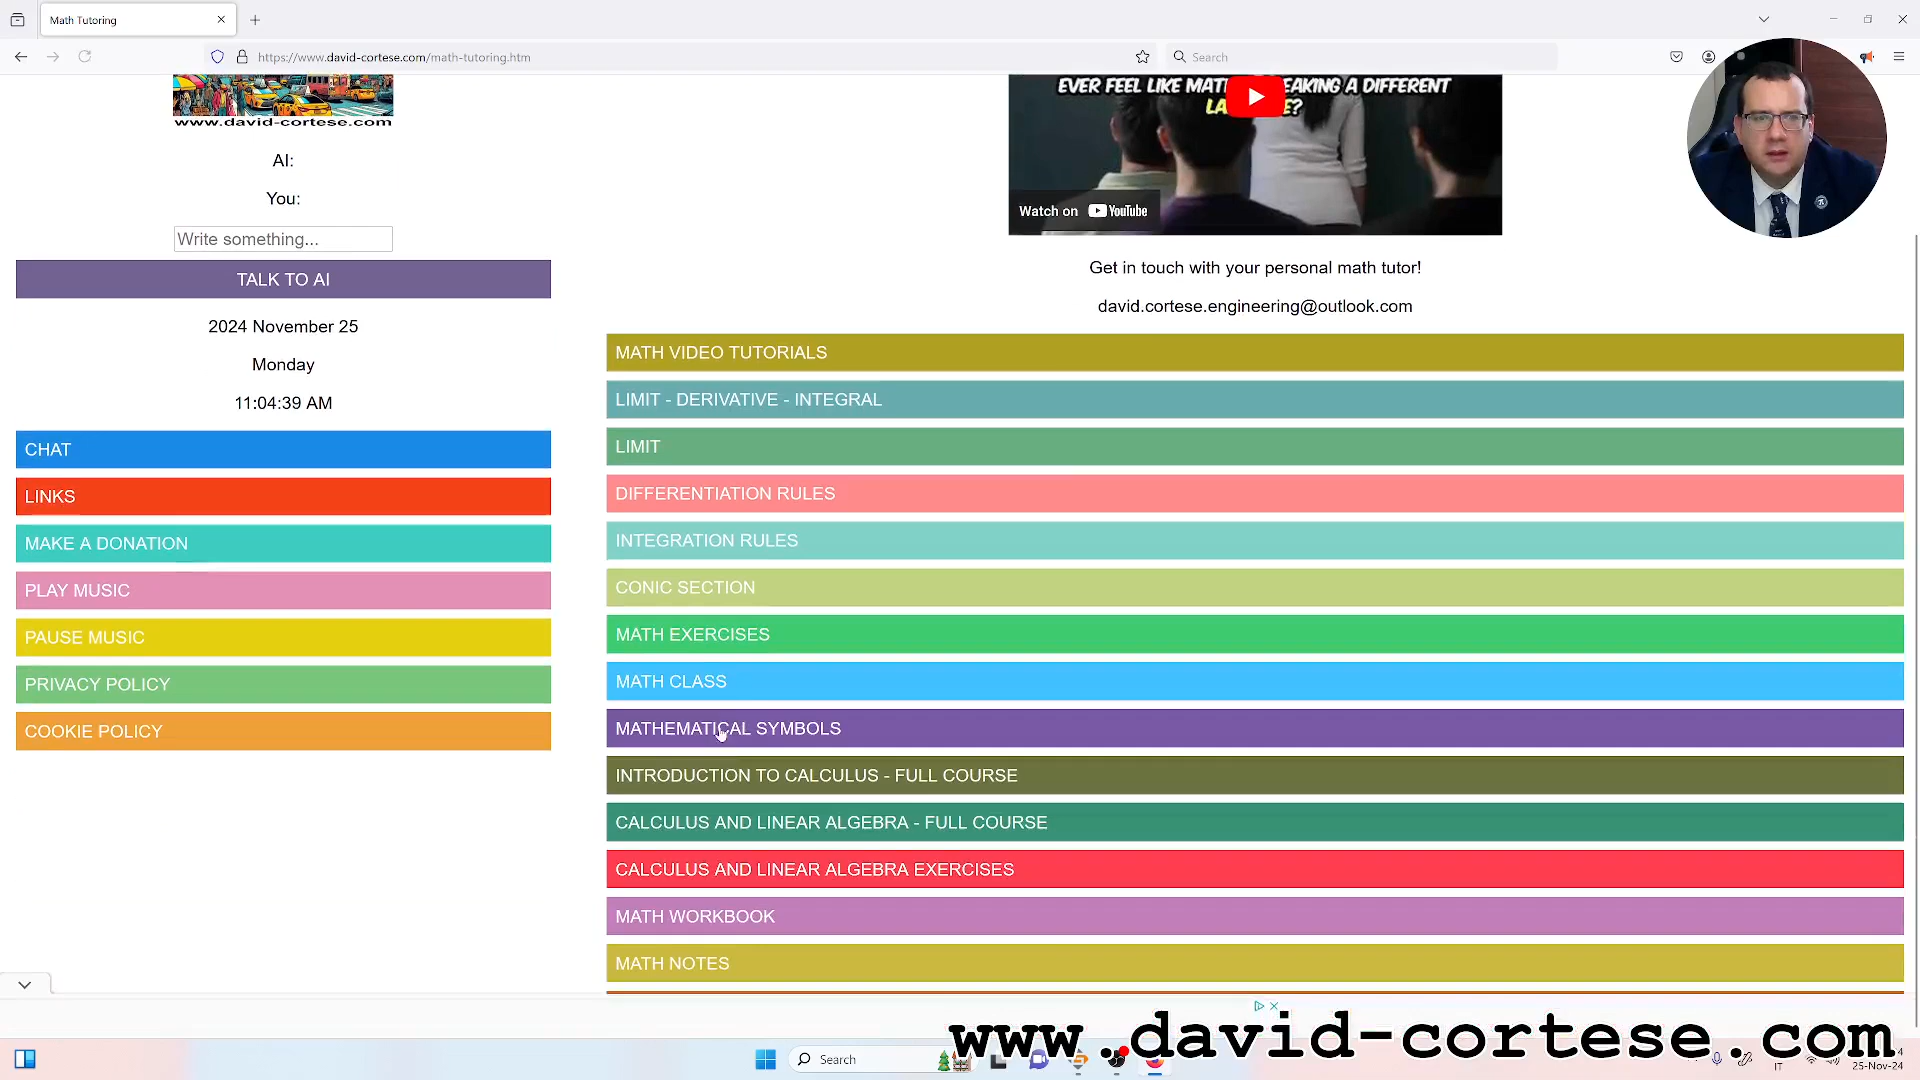 Math Tutoring
https://www.david-cortese.com/math-tutoring.htm
Search
www.david-cortese.com
AI:
You:
Write something...
TALK TO AI
2024 November 25
Monday
11:04:39 AM
CHAT
LINKS
MAKE A DONATION
PLAY MUSIC
PAUSE MUSIC
PRIVACY POLICY
COOKIE POLICY
EVER FEEL LIKE
A DIFFERENT
Watch on YouTube
Get in touch with your personal math tutor!
david.cortese.engineering@outlook.com
MATH VIDEO TUTORIALS
LIMIT - DERIVATIVE - INTEGRAL
LIMIT
DIFFERENTIATION RULES
INTEGRATION RULES
CONIC SECTION
MATH EXERCISES
MATH CLASS
MATHEMATICAL SYMBOLS
INTRODUCTION TO CALCULUS - FULL COURSE
CALCULUS AND LINEAR ALGEBRA - FULL COURSE
CALCULUS AND LINEAR ALGEBRA EXERCISES
MATH WORKBOOK
MATH NOTES
www.david-cortese.com
Search
IT
25-Nov-24